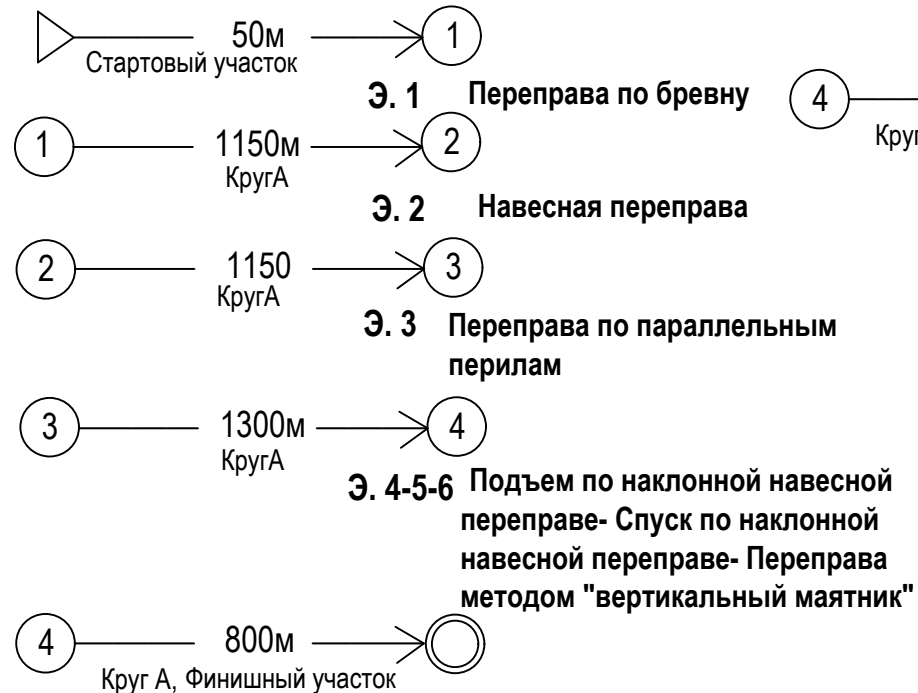 50м 1
Стартовый участок
Э. 1 Переправа по бревну 4
1 1150м 2
КругА
Э. 2 Навесная переправа
2 1150 3
КругА
Э. 3 Переправа по параллельным
перилам
3 1300м 4
КругА
Э. 4-5-6 Подъем по наклонной навесной
переправе- Спуск по наклонной
навесной переправе- Переправа
методом "вертикальный маятник"
4 800м
Круг А, Финишный участок